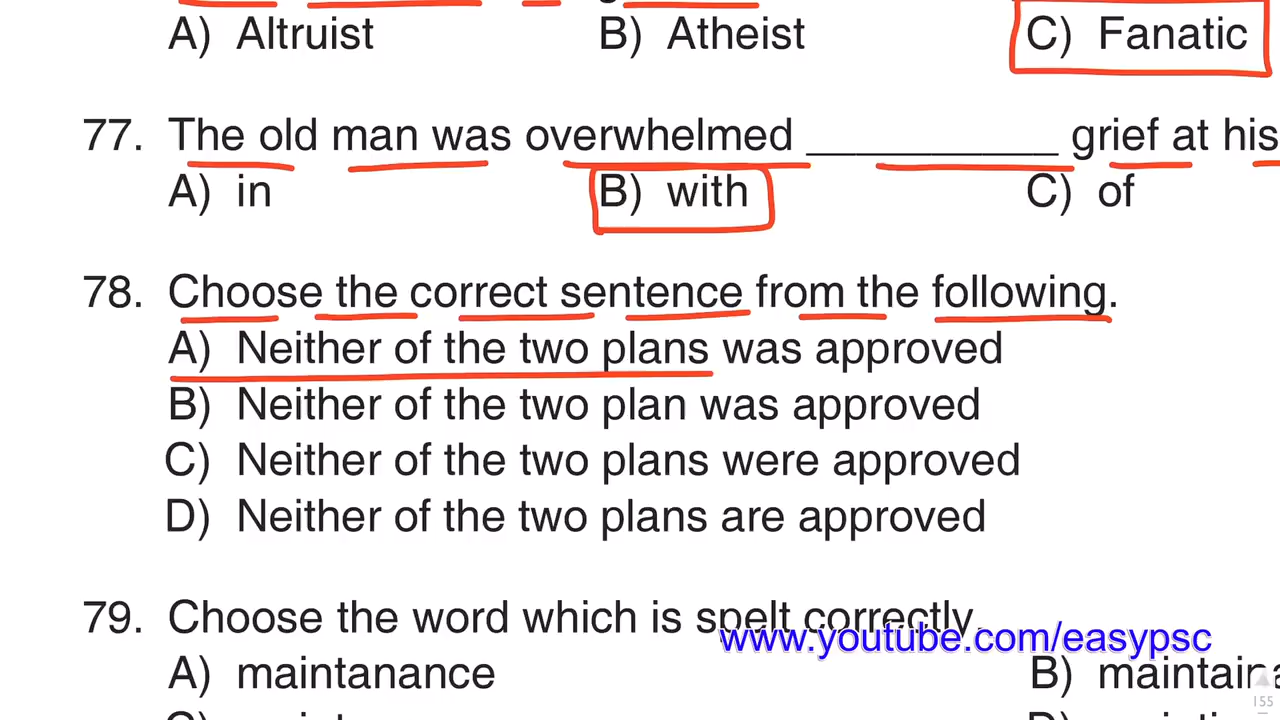 A) Altruist B) Atheist C) Fanatic
77. The old man was overwhelmed __________ grief at his
A) in B) with C) of
78. Choose the correct sentence from the following.
A) Neither of the two plans was approved
B) Neither of the two plan was approved
C) Neither of the two plans were approved
D) Neither of the two plans are approved
79. Choose the word which is spelt correctly.
www.youtube.com/easypsc
A) maintanance B)
155